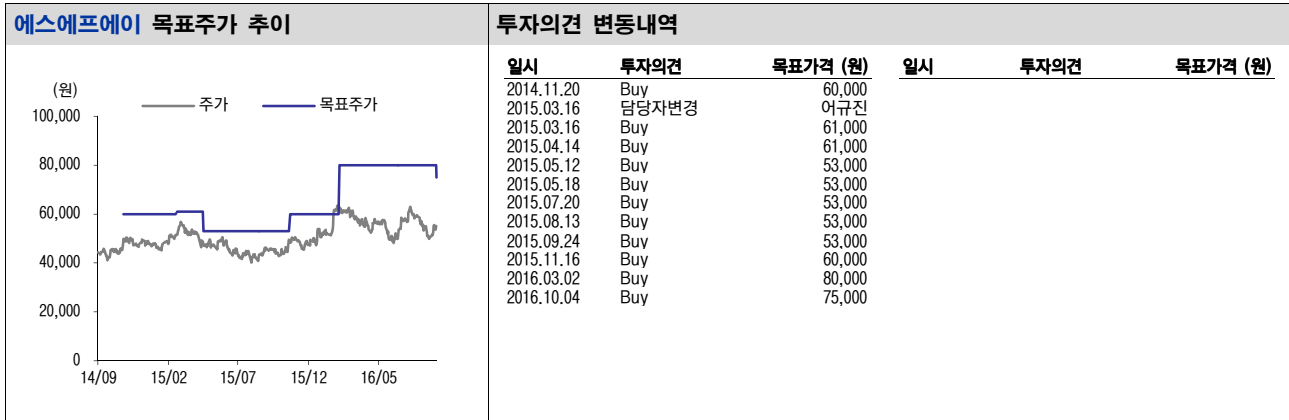 에스에프에이 목표주가 추이
(원)
주가 목표주가
100,000
80,000
60,000
40,000
20,000
0
14/09 15/02 15/07 15/12 16/05
투자의견 변동내역
일시 투자의견 목표가격 (원) 일시 투자의견 목표가격 (원)
2014.11.20 Buy 60,000
2015.03.16 담당자변경 어규진
2015.03.16 Buy 61,000
2015.04.14 Buy 61,000
2015.05.12 Buy 53,000
2015.05.18 Buy 53,000
2015.07.20 Buy 53,000
2015.08.13 Buy 53,000
2015.09.24 Buy 53,000
2015.11.16 Buy 60,000
2016.03.02 Buy 80,000
2016.10.04 Buy 75,000